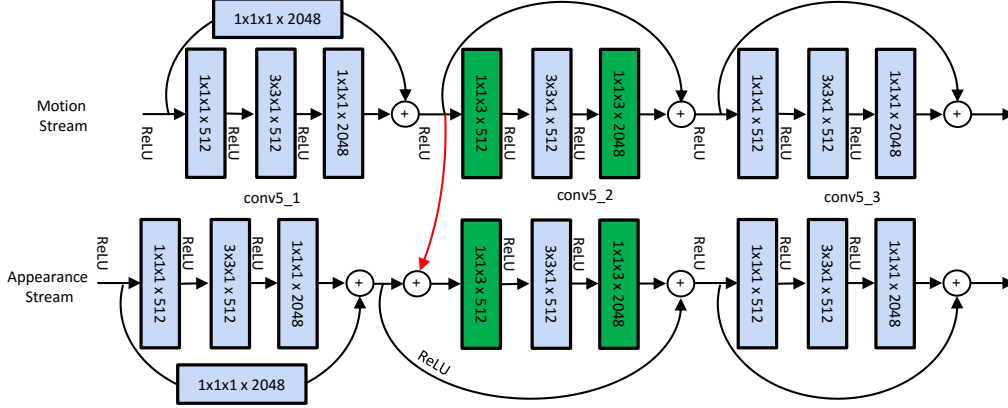 1x1x1 x 2048
Motion
Stream
ReLU
1x1x1 x 512
ReLU
3x3x1 x 512
ReLU
1x1x1 x 2048
+
ReLU
1x1x3 x 512
ReLU
3x3x1 x 512
1x1x3 x 2048
+
ReLU
1x1x1 x 512
ReLU
3x3x1 x 512
ReLU
1x1x1 x 2048
+
conv5_1
conv5_2
conv5_3
Appearance
Stream
ReLU
1x1x1 x 512
ReLU
3x3x1 x 512
ReLU
1x1x1 x 2048
+
+
1x1x3 x 512
ReLU
3x3x1 x 512
ReLU
1x1x3 x 2048
+
ReLU
1x1x1 x 512
ReLU
3x3x1 x 512
ReLU
1x1x1 x 2048
+
ReLU
1x1x1 x 2048